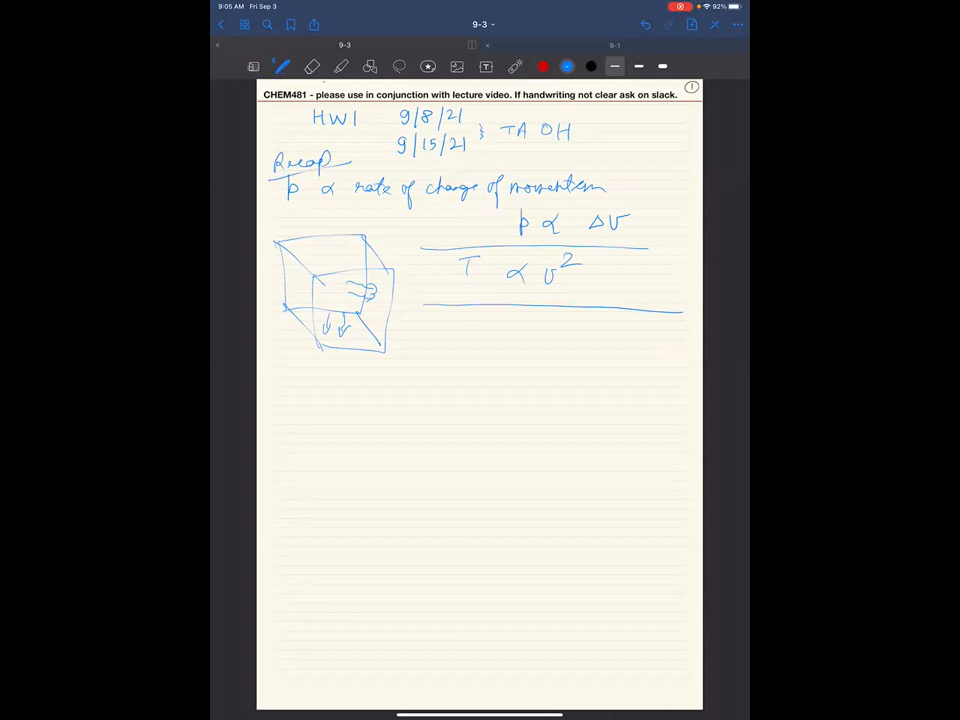 9:05 AM Fri Sep 3
92%
9-3
9-3
9-1
CHEM481 - please use in conjunction with lecture video. If handwriting not clear ask on slack.
1
HW1 9/8/21
9/15/21 } TA OH
Recap
p ∝ rate of change of momentum
p ∝ Δv
T ∝ v²